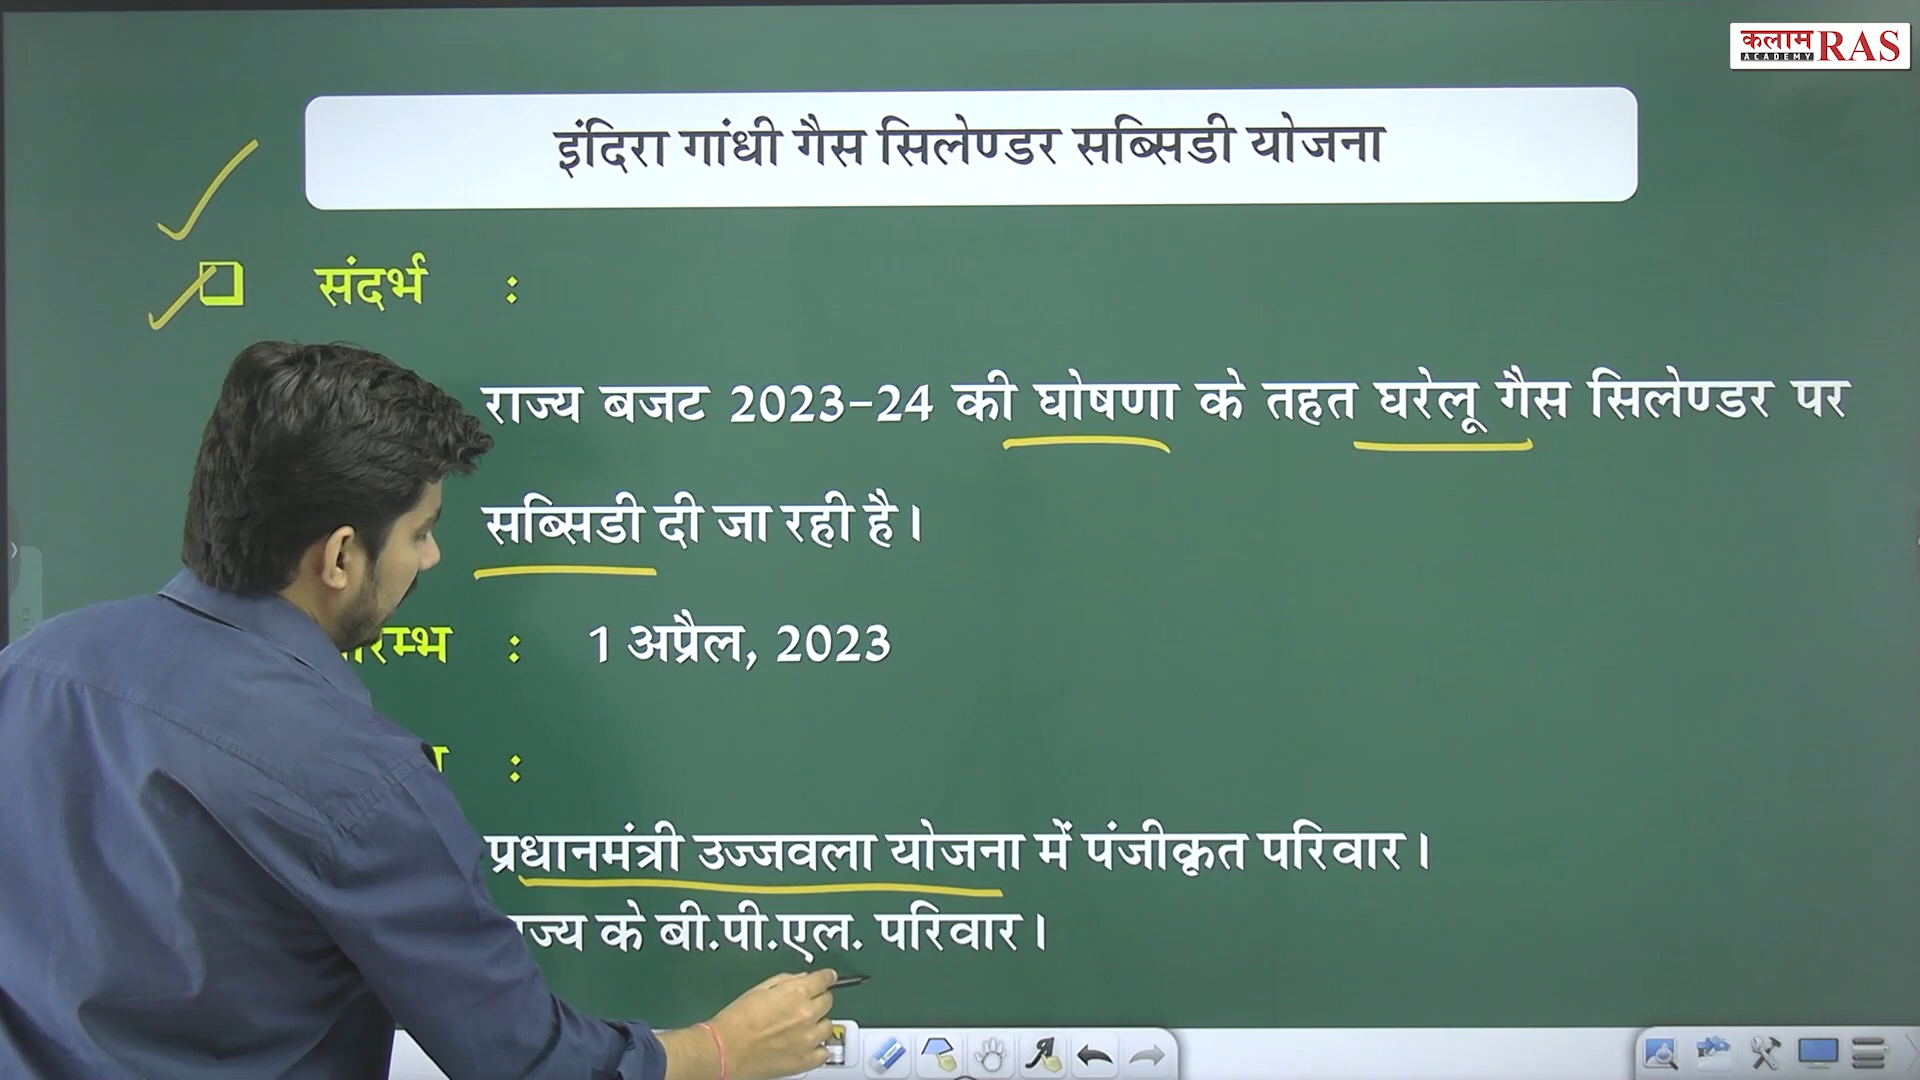 कलाम RAS
ACADEMY
इंदिरा गांधी गैस सिलेण्डर सब्सिडी योजना
संदर्भ :
राज्य बजट 2023-24 की घोषणा के तहत घरेलू गैस सिलेण्डर पर
सब्सिडी दी जा रही है।
: 1 अप्रैल, 2023
:
प्रधानमंत्री उज्जवला योजना में पंजीकृत परिवार।
के बी.पी.एल. परिवार।